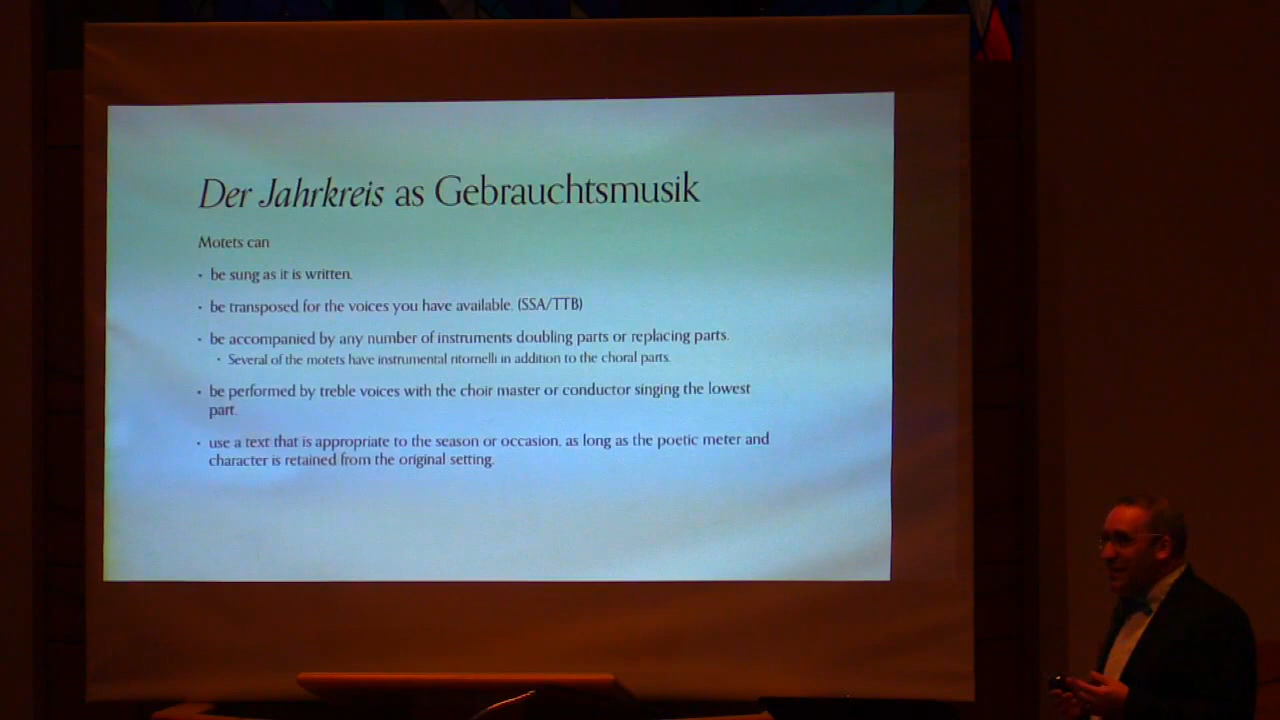 Der Jahrkreis as Gebrauchtsmusik
Motets can
• be sung as it is written.
• be transposed for the voices you have available. (SSA/TTB)
• be accompanied by any number of instruments doubling parts or replacing parts.
• Several of the motets have instrumental ritornelli in addition to the choral parts.
• be performed by treble voices with the choir master or conductor singing the lowest
part.
• use a text that is appropriate to the season or occasion, as long as the poetic meter and
character is retained from the original setting.